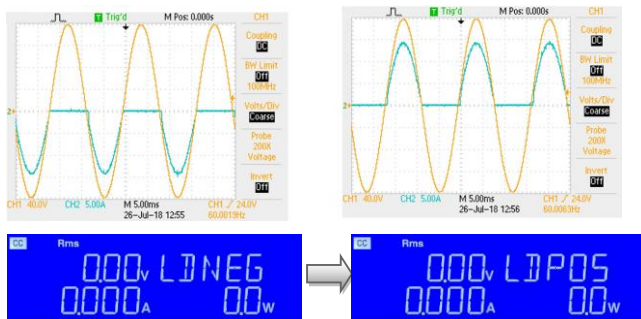 Trig'd M Pos: 0.000s CH1
Coupling
DC
BW Limit
Off
100MHz
2
Volts/Div
Coarse
Probe
200X
Voltage
Invert
Off
CH1 40.0V CH2 5.00A M 5.00ms CH1 / 24.0V
26-Jul-18 12:55 60.0019Hz
Trig'd M Pos: 0.000s CH1
Coupling
DC
BW Limit
Off
100MHz
2
Volts/Div
Coarse
Probe
200X
Voltage
Invert
Off
CH1 40.0V CH2 5.00A M 5.00ms CH1 / 24.0V
26-Jul-18 12:56 60.0063Hz
CC Rms
0.00V LDNEG
0.000A 0.0W
CC Rms
0.00V LDPOS
0.000A 0.0W